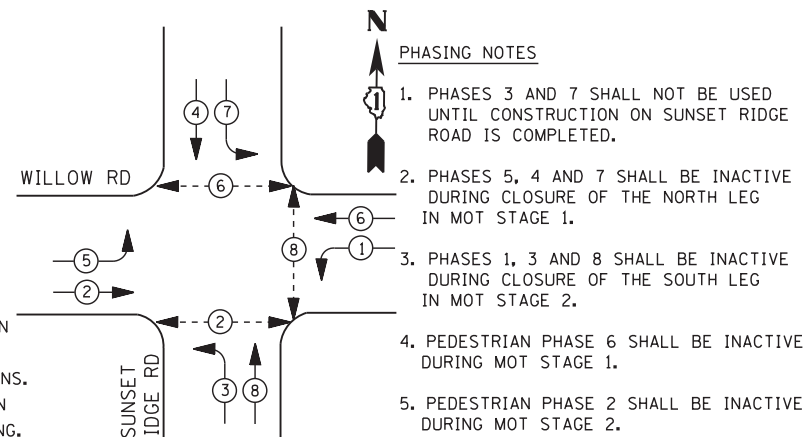 N
PHASING NOTES
1. PHASES 3 AND 7 SHALL NOT BE USED
UNTIL CONSTRUCTION ON SUNSET RIDGE
ROAD IS COMPLETED.
2. PHASES 5, 4 AND 7 SHALL BE INACTIVE
DURING CLOSURE OF THE NORTH LEG
IN MOT STAGE 1.
3. PHASES 1, 3 AND 8 SHALL BE INACTIVE
DURING CLOSURE OF THE SOUTH LEG
IN MOT STAGE 2.
4. PEDESTRIAN PHASE 6 SHALL BE INACTIVE
DURING MOT STAGE 1.
5. PEDESTRIAN PHASE 2 SHALL BE INACTIVE
DURING MOT STAGE 2.
1
4
7
WILLOW RD
6
6
8
1
5
2
2
3
8
SUNSET
IDGE RD
N
NS.
N
NG.